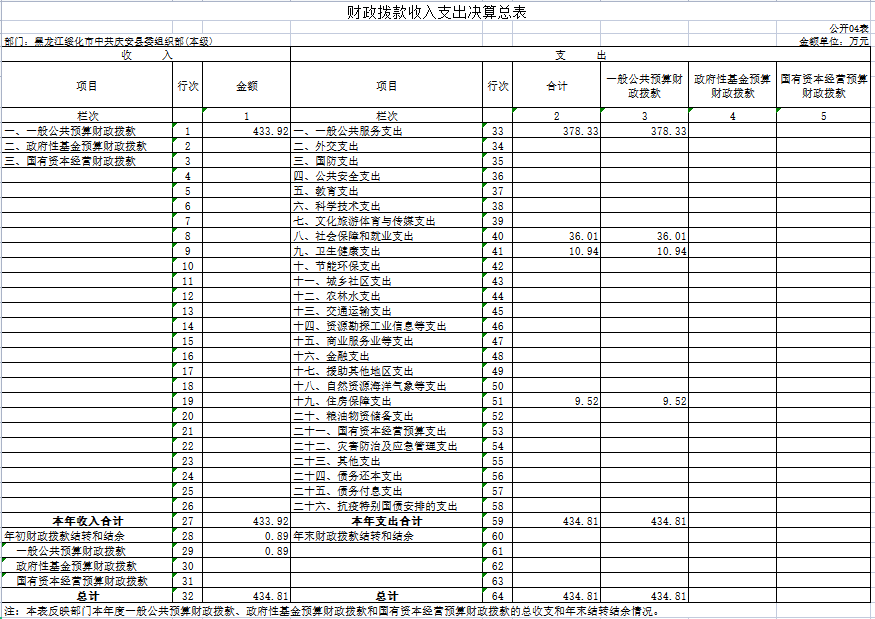 财政拨款收入支出决算总表
公开04表
部门：黑龙江绥化市中共庆安县委组织部(本级) 金额单位：万元
收 入 支 出
项目 行次 金额 项目 行次 合计 一般公共预算财政拨款 政府性基金预算财政拨款 国有资本经营预算财政拨款
栏次 1 栏次 2 3 4 5
一、一般公共预算财政拨款 1 433.92 一、一般公共服务支出 33 378.33 378.33
二、政府性基金预算财政拨款 2 二、外交支出 34
三、国有资本经营财政拨款 3 三、国防支出 35
4 四、公共安全支出 36
5 五、教育支出 37
6 六、科学技术支出 38
7 七、文化旅游体育与传媒支出 39
8 八、社会保障和就业支出 40 36.01 36.01
9 九、卫生健康支出 41 10.94 10.94
10 十、节能环保支出 42
11 十一、城乡社区支出 43
12 十二、农林水支出 44
13 十三、交通运输支出 45
14 十四、资源勘探工业信息等支出 46
15 十五、商业服务业等支出 47
16 十六、金融支出 48
17 十七、援助其他地区支出 49
18 十八、自然资源海洋气象等支出 50
19 十九、住房保障支出 51 9.52 9.52
20 二十、粮油物资储备支出 52
21 二十一、国有资本经营预算支出 53
22 二十二、灾害防治及应急管理支出 54
23 二十三、其他支出 55
24 二十四、债务还本支出 56
25 二十五、债务付息支出 57
26 二十六、抗疫特别国债安排的支出 58
本年收入合计 27 433.92 本年支出合计 59 434.81 434.81
年初财政拨款结转和结余 28 0.89 年末财政拨款结转和结余 60
一般公共预算财政拨款 29 0.89 61
政府性基金预算财政拨款 30 62
国有资本经营预算财政拨款 31 63
总计 32 434.81 总计 64 434.81 434.81
注：本表反映部门本年度一般公共预算财政拨款、政府性基金预算财政拨款和国有资本经营预算财政拨款的总收支和年末结转结余情况。